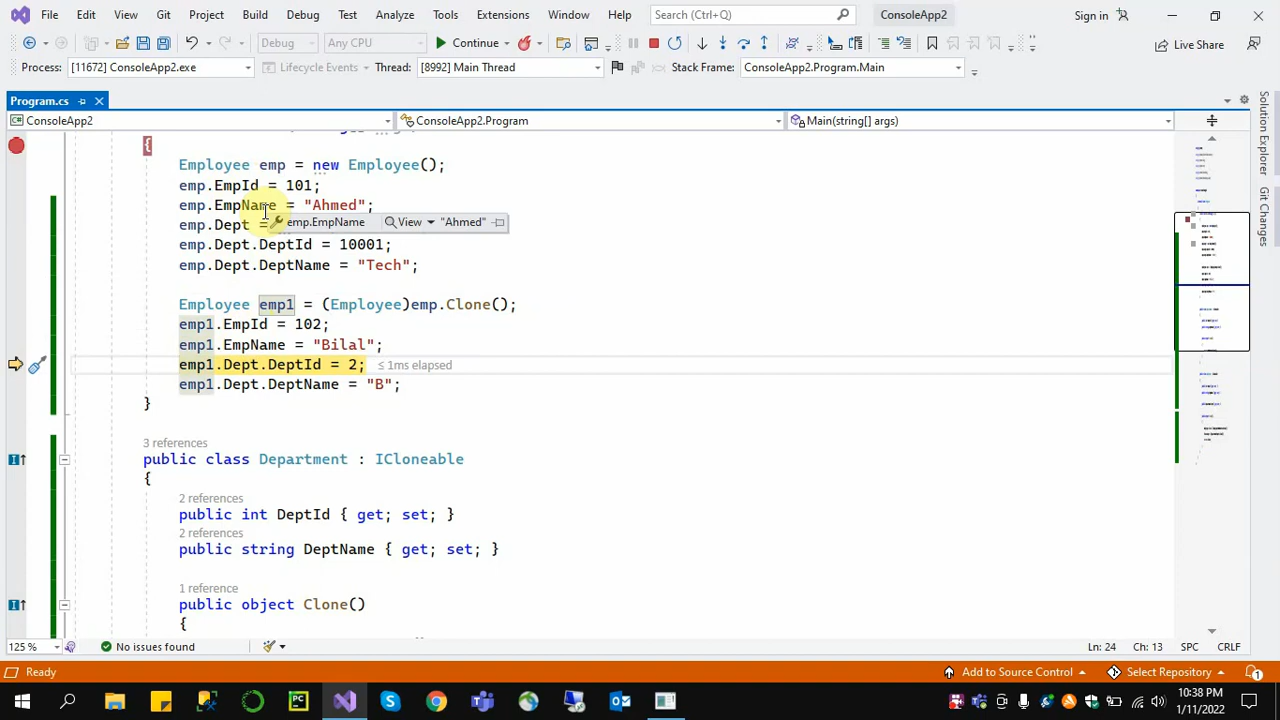 File Edit View Git Project Build Debug Test Analyze Tools Extensions Window Help Search (Ctrl+Q) ConsoleApp2 Sign in
Debug Any CPU Continue Live Share
Process: [11672] ConsoleApp2.exe Lifecycle Events Thread: [8992] Main Thread Stack Frame: ConsoleApp2.Program.Main
Program.cs
ConsoleApp2 ConsoleApp2.Program Main(string[] args)
{
Employee emp = new Employee();
emp.EmpId = 101;
emp.EmpName = "Ahmed";
emp.Dept = emp.EmpName View "Ahmed"
emp.Dept.DeptId = 10001;
emp.Dept.DeptName = "Tech";
Employee emp1 = (Employee)emp.Clone();
emp1.EmpId = 102;
emp1.EmpName = "Bilal";
emp1.Dept.DeptId = 2; ≤ 1ms elapsed
emp1.Dept.DeptName = "B";
}
3 references
public class Department : ICloneable
{
2 references
public int DeptId { get; set; }
2 references
public string DeptName { get; set; }
1 reference
public object Clone()
{
125 % No issues found Ln: 24 Ch: 13 SPC CRLF
Ready Add to Source Control Select Repository 1
10:38 PM
1/11/2022
Solution Explorer
Git Changes